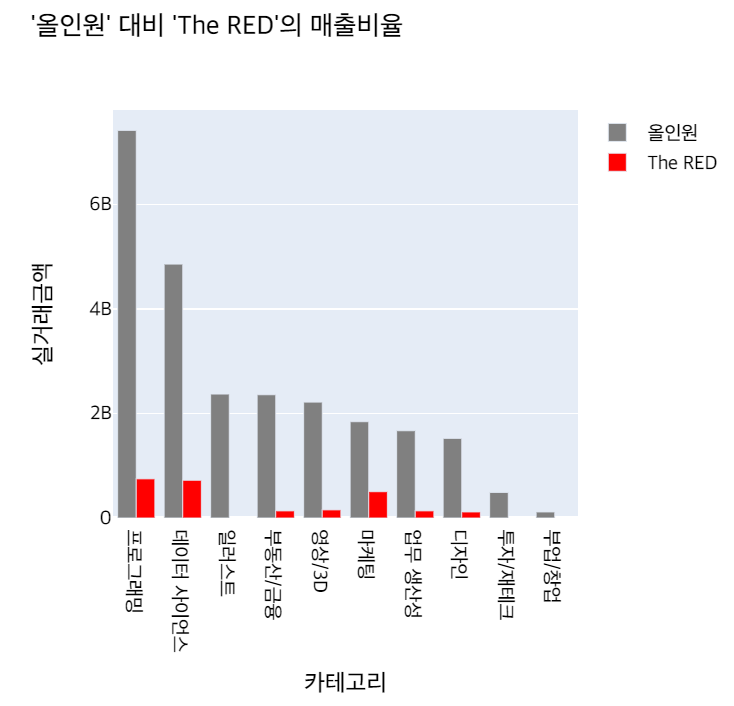 '올인원' 대비 'The RED'의 매출비율
올인원
The RED
실거래금액
6B
4B
2B
0
프로그래밍
데이터 사이언스
일러스트
부동산/금융
영상/3D
마케팅
업무 생산성
디자인
투자/재테크
부업/창업
카테고리